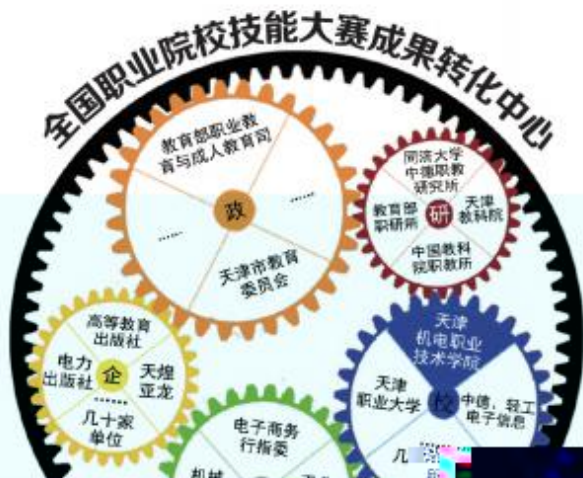 全国职业院校技能大赛成果转化中心
教育部职业教
育与成人教育司
......
......
政
天津市教育
委员会
同济大学
中德职教
研究所
教育部
职研所
研
天津
教科院
中国教科
院职教所
高等教育
出版社
电力
出版社
企
天煌
亚龙
......
几十家
单位
天津
机电职业
技术学院
天津
职业大学
校
中德，轻工
电子信息
......
几
电子商务
行指委
机械